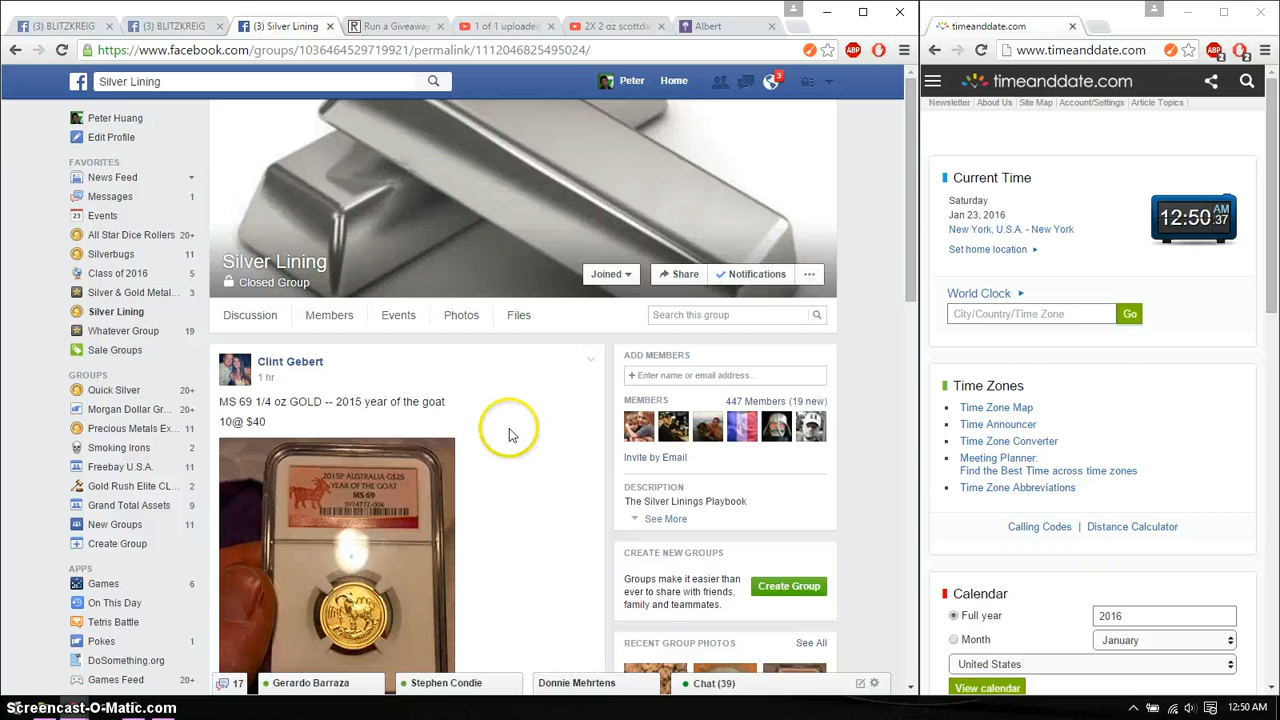 (3) BLITZKREIG
(3) BLITZKREIG
(3) Silver Lining
Run a Giveaway
1 of 1 uploaded
2X 2 oz scottsda
Albert
timeanddate.com
https://www.facebook.com/groups/1036464529719921/permalink/1112046825495024/
www.timeanddate.com
Silver Lining
Peter
Home
3
timeanddate.com
Newsletter
About Us
Site Map
Account/Settings
Article Topics
Peter Huang
Edit Profile
FAVORITES
News Feed
Messages 1
Events
All Star Dice Rollers 20+
Silverbugs 11
Class of 2016 5
Silver & Gold Metal... 3
Silver Lining
Whatever Group 19
Sale Groups
GROUPS
Quick Silver 20+
Morgan Dollar Gr... 20+
Precious Metals Ex... 20+
Smoking Irons 2
Freebay U.S.A. 11
Gold Rush Elite CL... 20+
Grand Total Assets 9
New Groups
Create Group
APPS
Games 6
On This Day
Tetris Battle
Pokes
DoSomething.org
Games Feed 20+
Silver Lining
Closed Group
Joined
Share
Notifications
Discussion
Members
Events
Photos
Files
Search this group
Clint Gebert
1 hr
MS 69 1/4 oz GOLD -- 2015 year of the goat
10@ $40
2015P AUSTRALIA G$25
YEAR OF THE GOAT
MS 69
ADD MEMBERS
+ Enter name or email address...
MEMBERS
447 Members (19 new)
Invite by Email
DESCRIPTION
The Silver Linings Playbook
See More
CREATE NEW GROUPS
Groups make it easier than
ever to share with friends,
family and teammates.
Create Group
RECENT GROUP PHOTOS
See All
17
Gerardo Barraza
Stephen Condie
Donnie Mehrtens
Chat (39)
Current Time
Saturday
Jan 23, 2016
New York, U.S.A. - New York
Set home location
12:50 AM 37
World Clock
City/Country/Time Zone
Go
Time Zones
Time Zone Map
Time Announcer
Time Zone Converter
Meeting Planner:
Find the Best Time across time zones
Time Zone Abbreviations
Calling Codes
Distance Calculator
Calendar
Full year
2016
Month
January
United States
View calendar
Screencast-O-Matic.com
12:50 AM